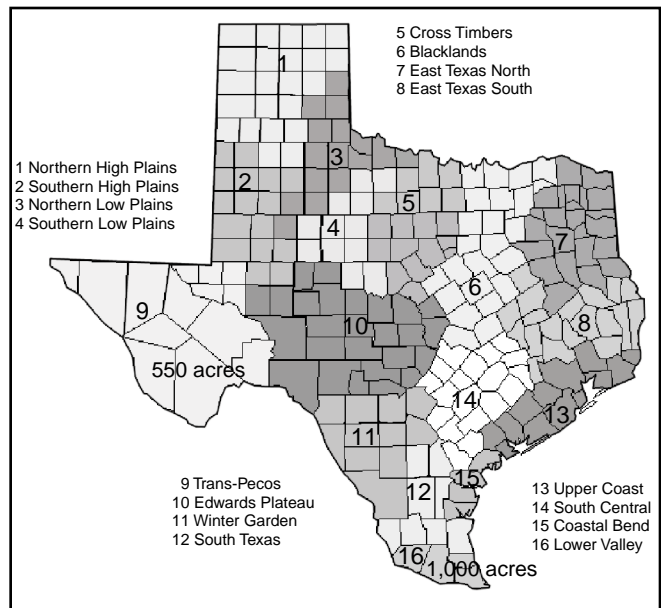 5 Cross Timbers
6 Blacklands
7 East Texas North
8 East Texas South
1 Northern High Plains
2 Southern High Plains
3 Northern Low Plains
4 Southern Low Plains
1
3
2
5
4
7
6
9
8
10
550 acres
14
13
11
15
12
16
1,000 acres
9 Trans-Pecos
10 Edwards Plateau
11 Winter Garden
12 South Texas
13 Upper Coast
14 South Central
15 Coastal Bend
16 Lower Valley